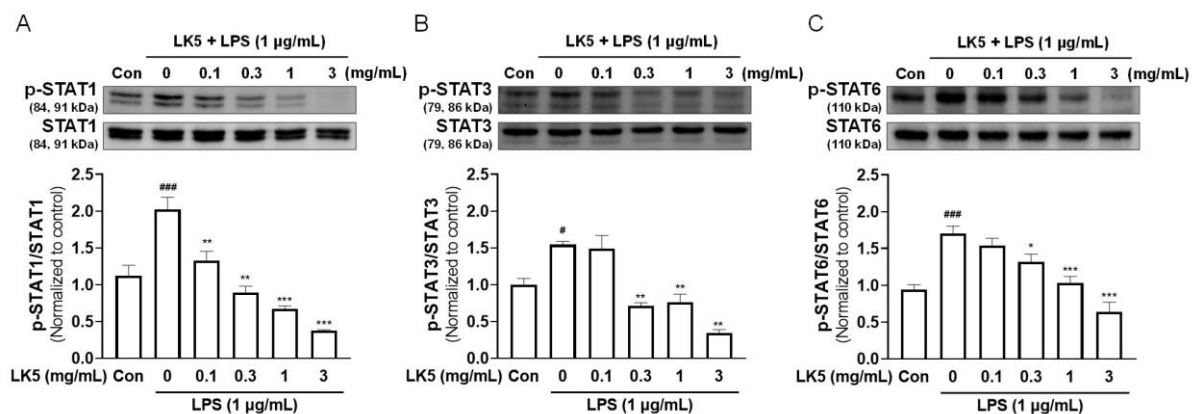 A
LK5 + LPS (1 µg/mL)
Con 0 0.1 0.3 1 3 (mg/mL)
p-STAT1
(84, 91 kDa)
STAT1
(84, 91 kDa)
p-STAT1/STAT1
(Normalized to control)
2.5
2.0
1.5
1.0
0.5
0.0
###
**
**
***
***
LK5 (mg/mL) Con 0 0.1 0.3 1 3
LPS (1 µg/mL)
B
LK5 + LPS (1 µg/mL)
Con 0 0.1 0.3 1 3 (mg/mL)
p-STAT3
(79, 86 kDa)
STAT3
(79, 86 kDa)
p-STAT3/STAT3
(Normalized to control)
2.5
2.0
1.5
1.0
0.5
0.0
#
**
**
**
LK5 (mg/mL) Con 0 0.1 0.3 1 3
LPS (1 µg/mL)
C
LK5 + LPS (1 µg/mL)
Con 0 0.1 0.3 1 3 (mg/mL)
p-STAT6
(110 kDa)
STAT6
(110 kDa)
p-STAT6/STAT6
(Normalized to control)
2.5
2.0
1.5
1.0
0.5
0.0
###
*
***
***
LK5 (mg/mL) Con 0 0.1 0.3 1 3
LPS (1 µg/mL)